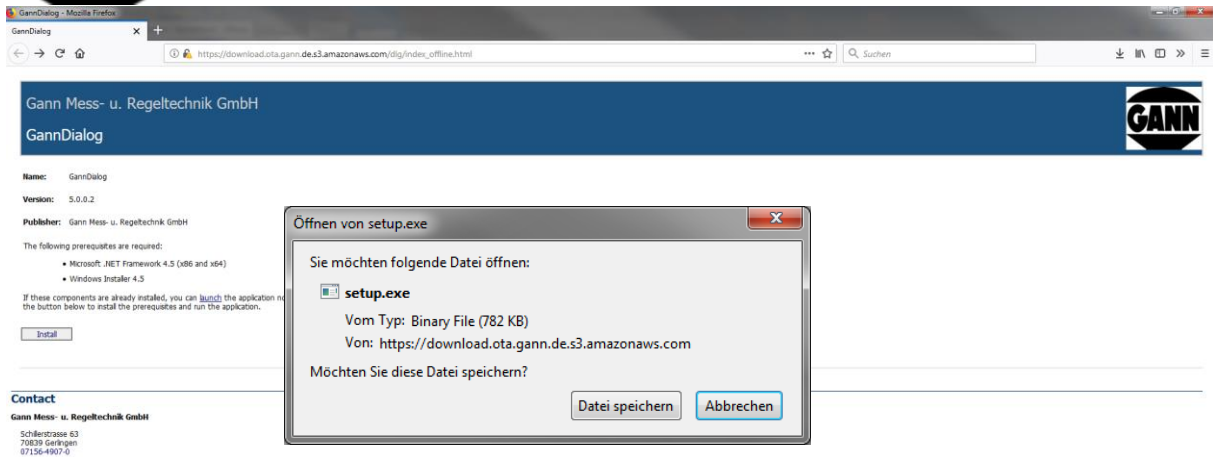 GannDialog - Mozilla Firefox
GannDialog
https://download.ota.gann.de.s3.amazonaws.com/dlg/index_offline.html
Suchen
Gann Mess- u. Regeltechnik GmbH
GannDialog
GANN
Name: GannDialog
Version: 5.0.0.2
Publisher: Gann Mess- u. Regeltechnik GmbH
The following prerequisites are required:
• Microsoft .NET Framework 4.5 (x86 and x64)
• Windows Installer 4.5
If these components are already installed, you can launch the application
the button below to install the prerequisites and run the application.
Install
Öffnen von setup.exe
Sie möchten folgende Datei öffnen:
setup.exe
Vom Typ: Binary File (782 KB)
Von: https://download.ota.gann.de.s3.amazonaws.com
Möchten Sie diese Datei speichern?
Datei speichern
Abbrechen
Contact
Gann Mess- u. Regeltechnik GmbH
Schillerstrasse 63
70839 Gerlingen
07156-4907-0